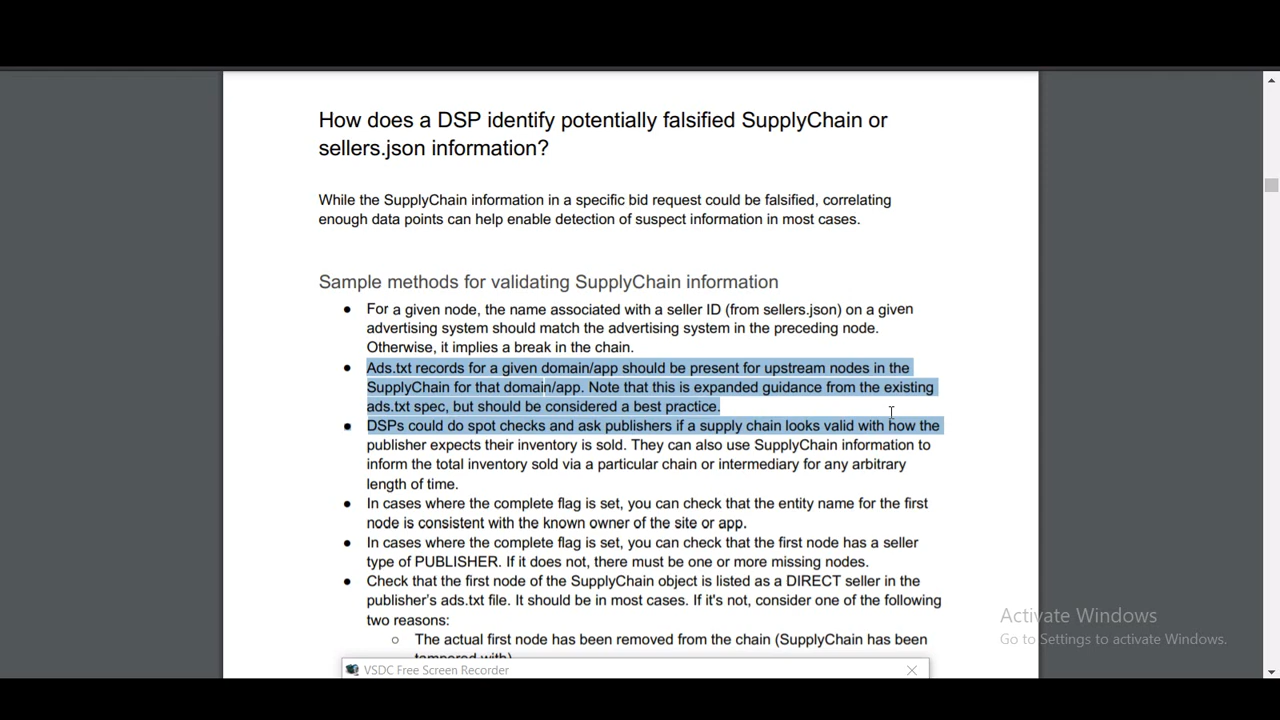 How does a DSP identify potentially falsified SupplyChain or
sellers.json information?
While the SupplyChain information in a specific bid request could be falsified, correlating
enough data points can help enable detection of suspect information in most cases.
Sample methods for validating SupplyChain information
● For a given node, the name associated with a seller ID (from sellers.json) on a given
advertising system should match the advertising system in the preceding node.
Otherwise, it implies a break in the chain.
● Ads.txt records for a given domain/app should be present for upstream nodes in the
SupplyChain for that domain/app. Note that this is expanded guidance from the existing
ads.txt spec, but should be considered a best practice.
● DSPs could do spot checks and ask publishers if a supply chain looks valid with how the
publisher expects their inventory is sold. They can also use SupplyChain information to
inform the total inventory sold via a particular chain or intermediary for any arbitrary
length of time.
● In cases where the complete flag is set, you can check that the entity name for the first
node is consistent with the known owner of the site or app.
● In cases where the complete flag is set, you can check that the first node has a seller
type of PUBLISHER. If it does not, there must be one or more missing nodes.
● Check that the first node of the SupplyChain object is listed as a DIRECT seller in the
publisher's ads.txt file. It should be in most cases. If it's not, consider one of the following
two reasons:
○ The actual first node has been removed from the chain (SupplyChain has been
tampered with)
VSDC Free Screen Recorder
Activate Windows
Go to Settings to activate Windows.